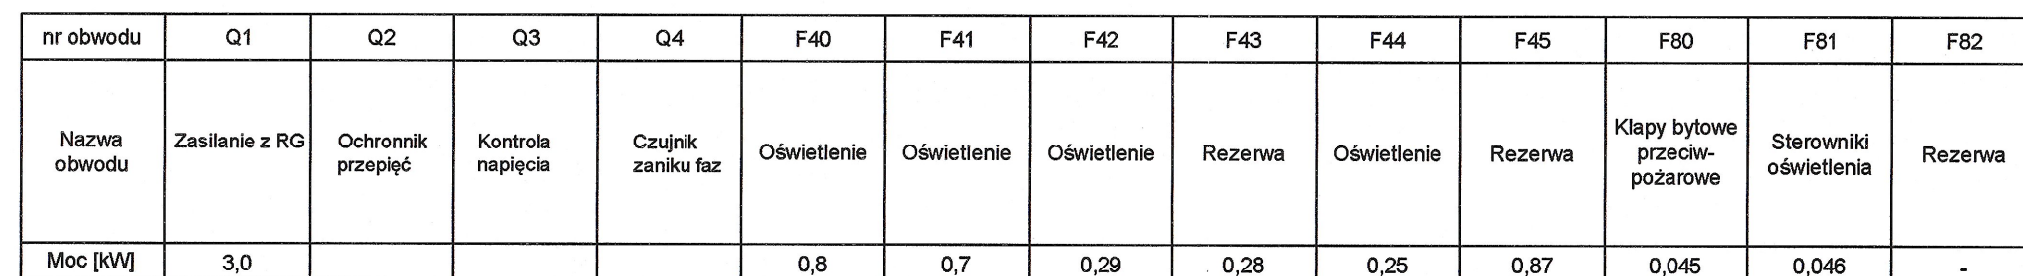 nr obwodu Q1 Q2 Q3 Q4 F40 F41 F42 F43 F44 F45 F80 F81 F82
Nazwa obwodu Zasilanie z RG Ochronnik przepięć Kontrola napięcia Czujnik zaniku faz Oświetlenie Oświetlenie Oświetlenie Rezerwa Oświetlenie Rezerwa Klapy bytowe przeciw-pożarowe Sterowniki oświetlenia Rezerwa
Moc [kW] 3,0 0,8 0,7 0,29 0,28 0,25 0,87 0,045 0,046 -